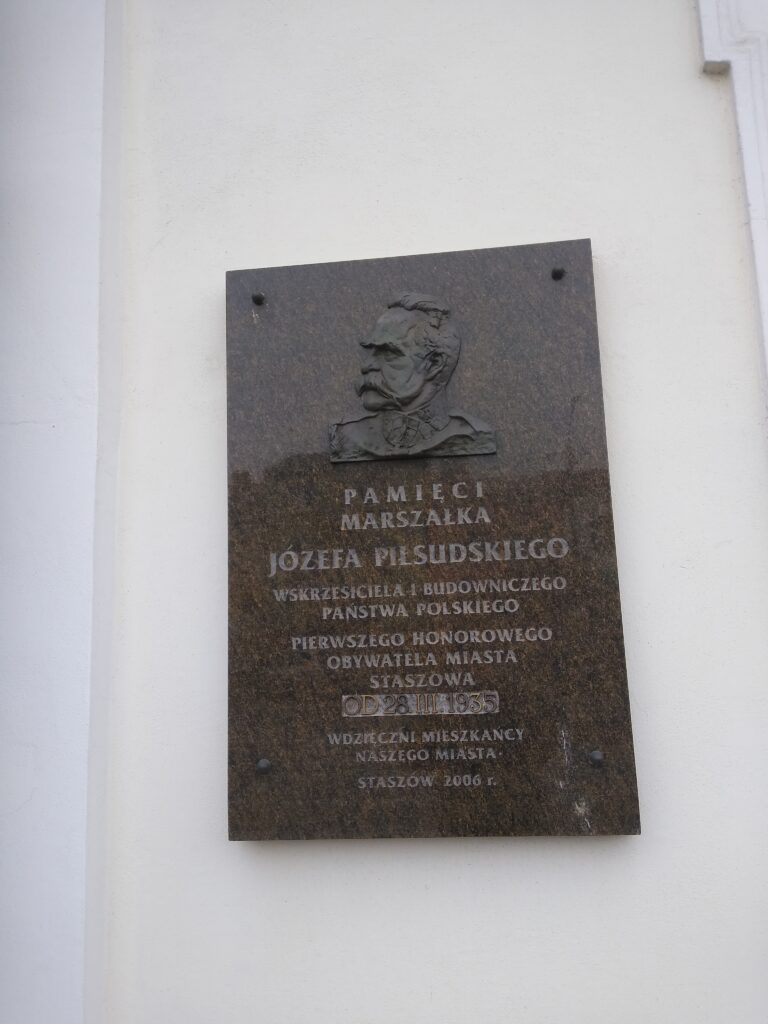 PAMIĘCI
MARSZAŁKA
JÓZEFA PIŁSUDSKIEGO
WSKRZESICIELA I BUDOWNICZEGO
PAŃSTWA POLSKIEGO
PIERWSZEGO HONOROWEGO
OBYWATELA MIASTA
STASZOWA
OD 28.III.1935
WDZIĘCZNI MIESZKAŃCY
NASZEGO MIASTA
STASZÓW 2006 r.